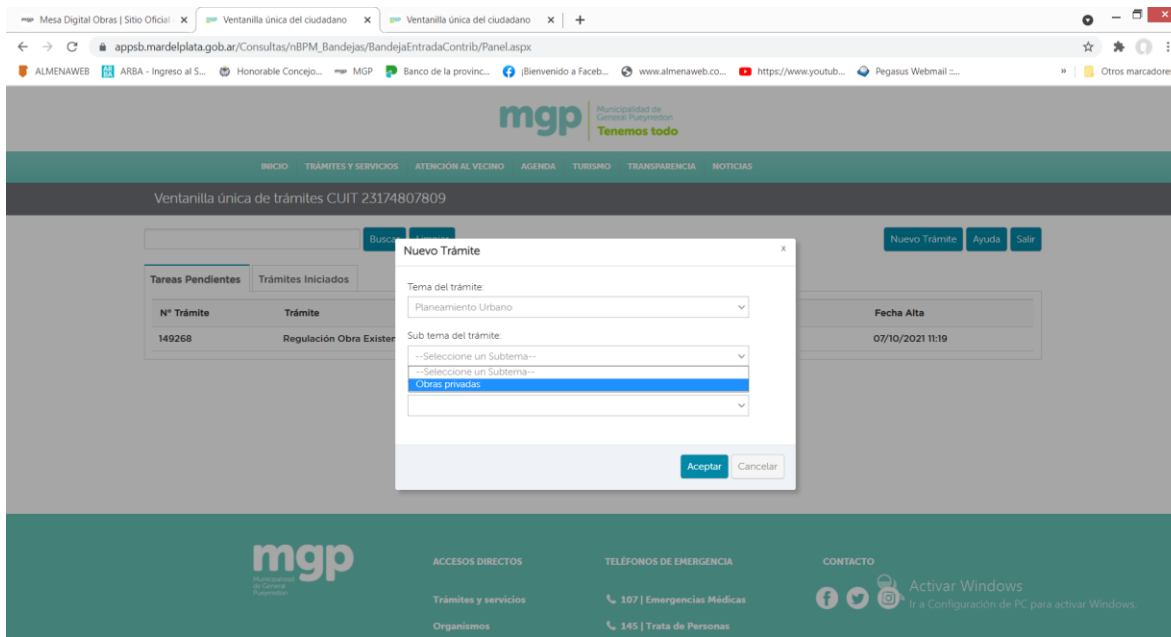 Mesa Digital Obras | Sitio Oficial
Ventanilla única del ciudadano
Ventanilla única del ciudadano
appsb.mardelplata.gob.ar/Consultas/nBPM_Bandejas/BandejaEntradaContrib/Panel.aspx
ALMENAWEB ARBA - Ingreso al S... Honorable Concejo... MGP Banco de la provinc... ¡Bienvenido a Faceb... www.almenaweb.co... https://www.youtub... Pegasus Webmail ::... » Otros marcadores
mgp
Municipalidad de
General Pueyrredon
Tenemos todo
INICIO TRÁMITES Y SERVICIOS ATENCIÓN AL VECINO AGENDA TURISMO TRANSPARENCIA NOTICIAS
Ventanilla única de trámites CUIT 23174807809
Buscar Nuevo Trámite Ayuda Salir
Nuevo Trámite x
Tareas Pendientes Trámites Iniciados
Tema del trámite:
Planeamiento Urbano
N° Trámite Trámite Fecha Alta
Sub tema del trámite:
149268 Regulación Obra Existen 07/10/2021 11:19
--Seleccione un Subtema--
--Seleccione un Subtema--
Obras privadas
Aceptar Cancelar
mgp
Municipalidad
de General
Pueyrredon
ACCESOS DIRECTOS TELÉFONOS DE EMERGENCIA CONTACTO
Trámites y servicios 107 | Emergencias Médicas
Organismos 145 | Trata de Personas
Activar Windows
Ir a Configuración de PC para activar Windows.